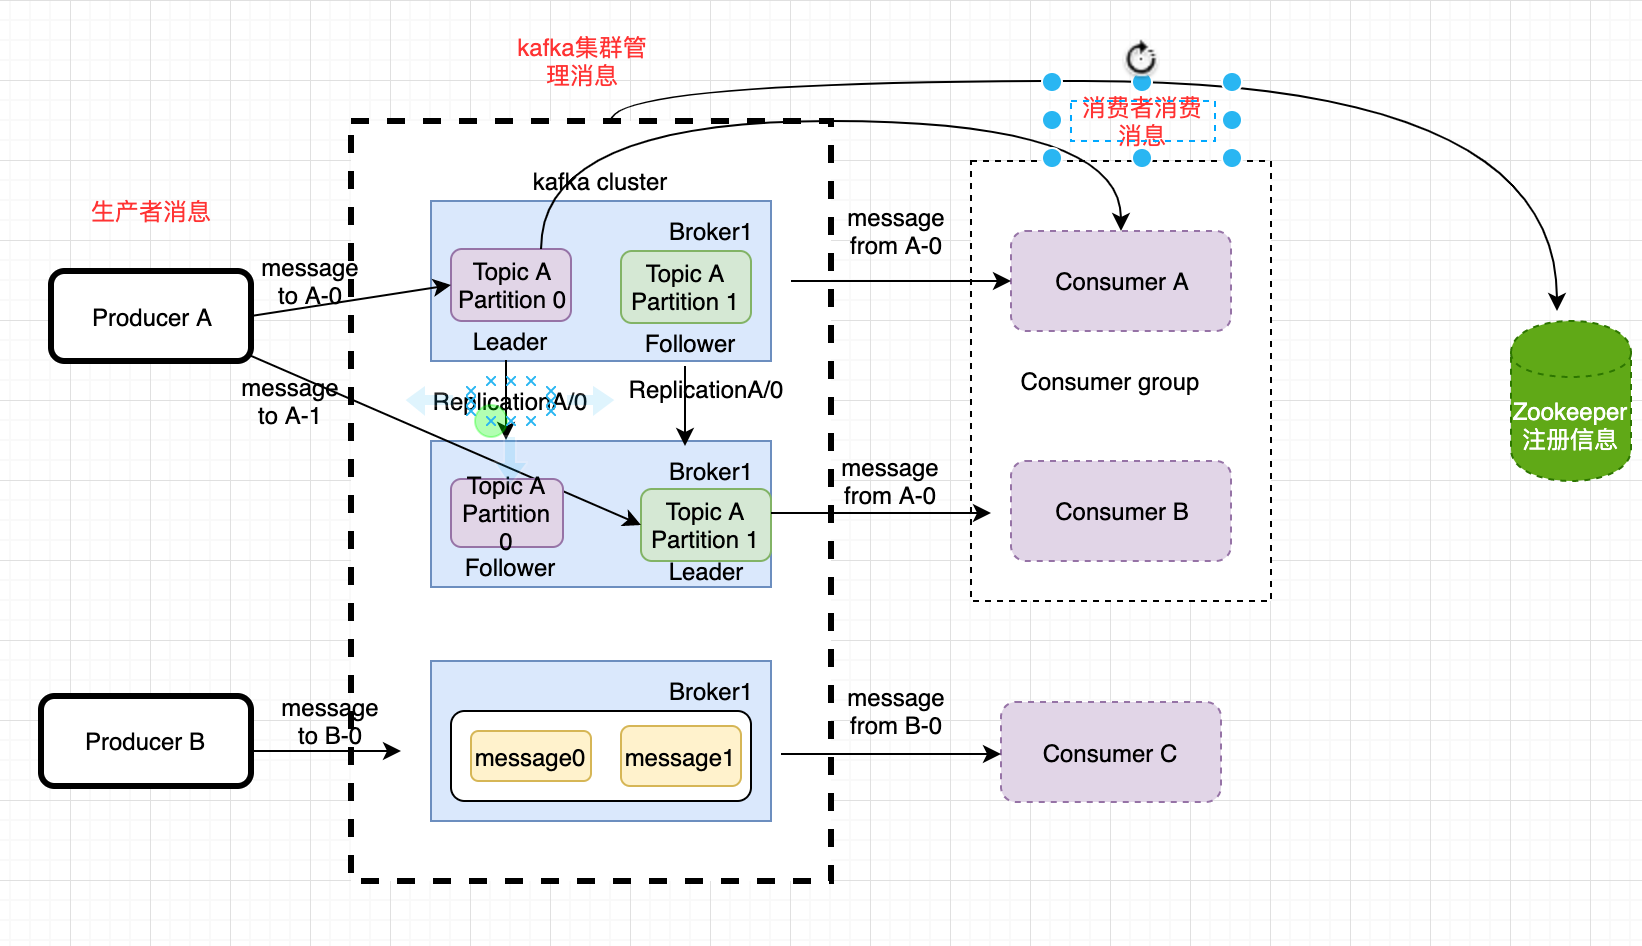 kafka集群管
理消息
消费者消费
消息
kafka cluster
生产者消息
Broker1
message
from A-0
message
to A-0
Topic A
Partition 0
Topic A
Partition 1
Consumer A
Producer A
Leader
Follower
message
to A-1
ReplicationA/0
ReplicationA/0
Consumer group
Zookeeper
注册信息
Broker1
message
from A-0
Topic A
Partition
0
Topic A
Partition 1
Consumer B
Follower
Leader
Broker1
message
from B-0
message
to B-0
Producer B
message0
message1
Consumer C